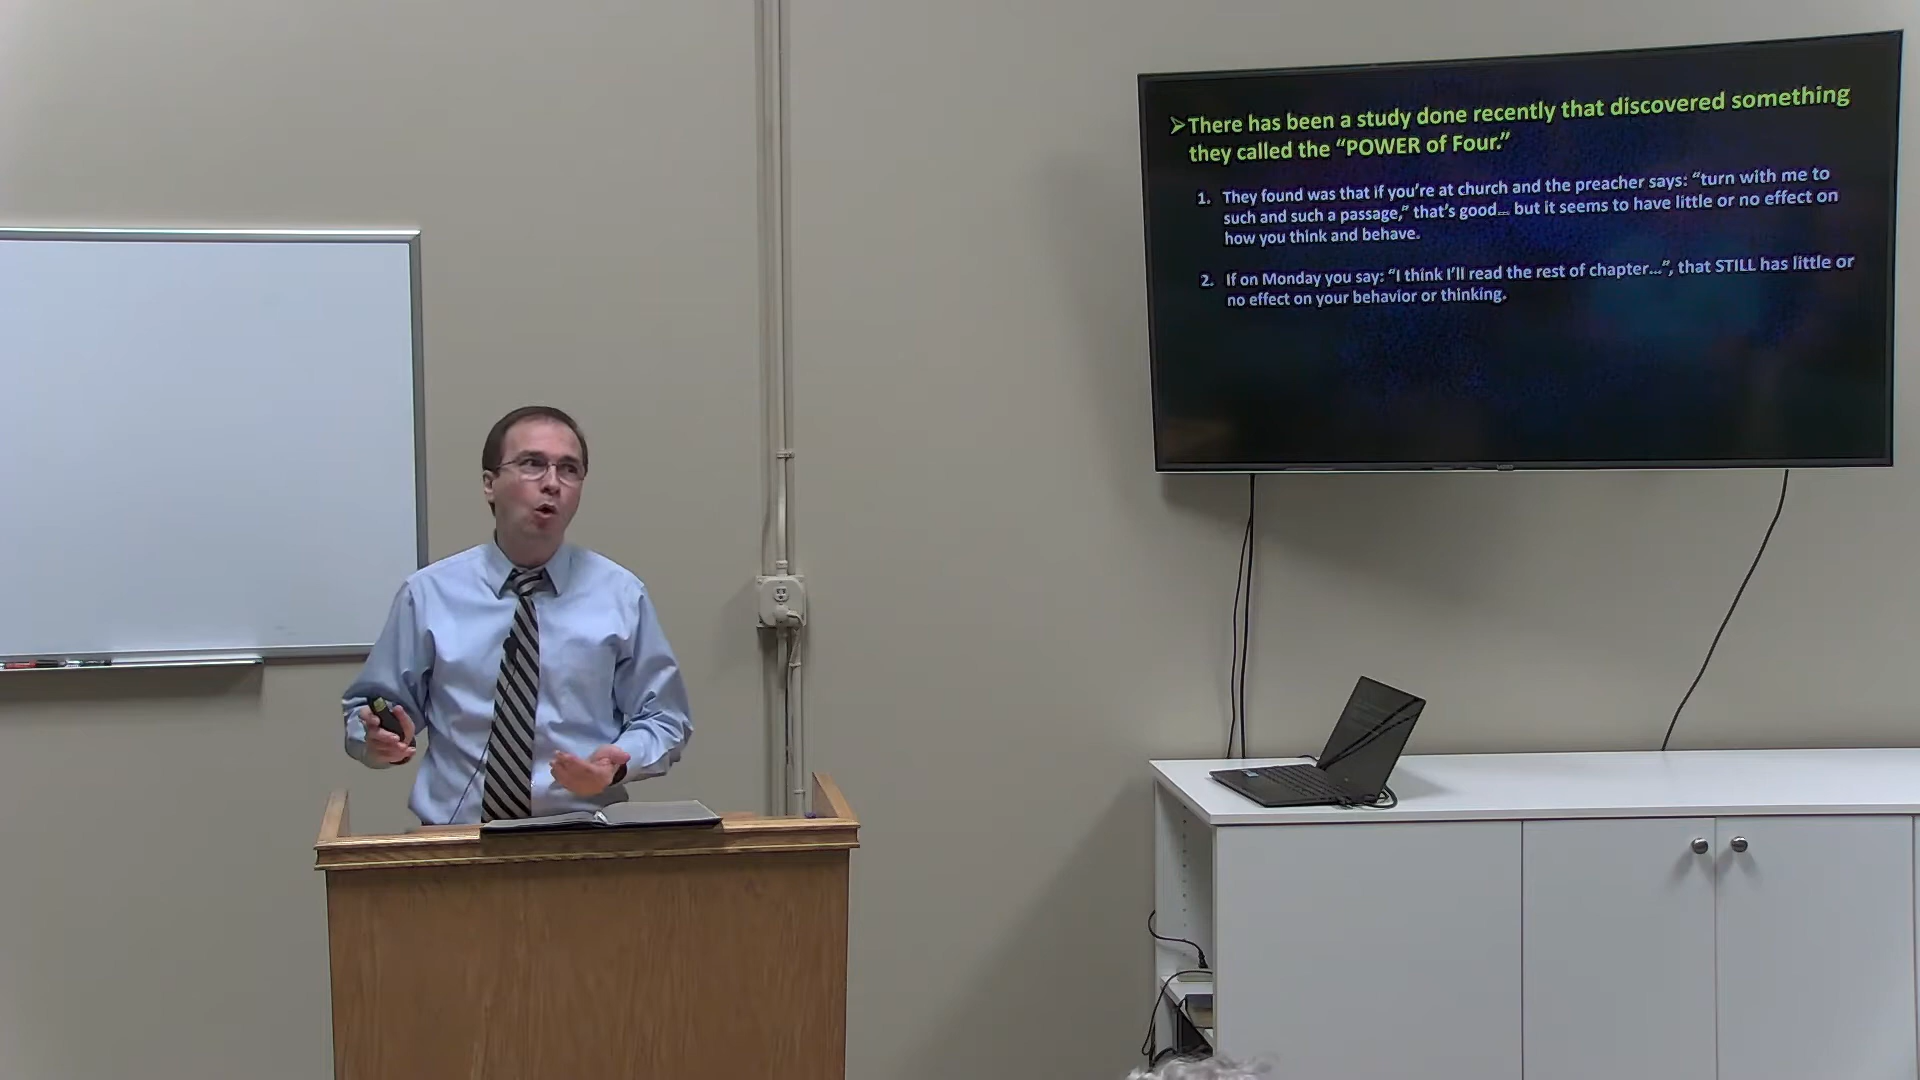 ➢There has been a study done recently that discovered something
they called the “POWER of Four.”
1. They found was that if you’re at church and the preacher says: “turn with me to
such and such a passage,” that’s good… but it seems to have little or no effect on
how you think and behave.
2. If on Monday you say: “I think I’ll read the rest of chapter…”, that STILL has little or
no effect on your behavior or thinking.